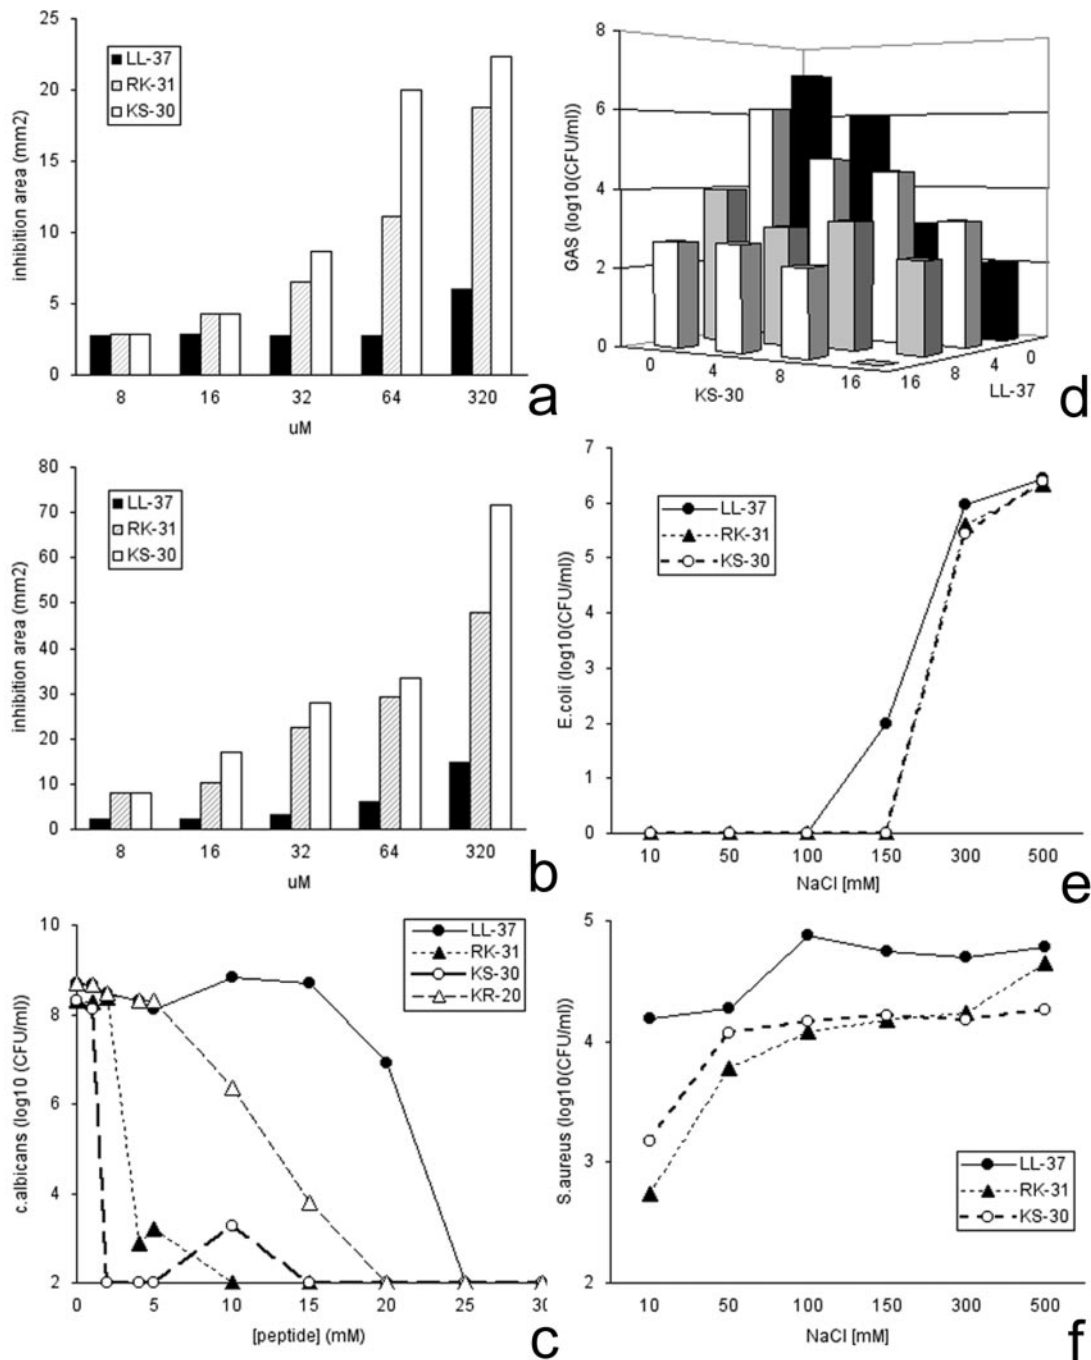 25
20
15
10
5
0
inhibition area (mm2)
LL-37
RK-31
KS-30
8 16 32 64 320
uM
a
8
6
4
2
0
GAS (log10(CFU/ml))
0 4 8 16
KS-30
16 8 4 0
LL-37
d
80
70
60
50
40
30
20
10
0
inhibition area (mm2)
LL-37
RK-31
KS-30
8 16 32 64 320
uM
b
7
6
5
4
3
2
1
0
E.coli (log10(CFU/ml))
LL-37
RK-31
KS-30
10 50 100 150 300 500
NaCl [mM]
e
10
8
6
4
2
c.albicans (log10 (CFU/ml))
LL-37
RK-31
KS-30
KR-20
0 5 10 15 20 25 30
[peptide] (mM)
c
5
4
3
2
S.aureus (log10(CFU/ml))
LL-37
RK-31
KS-30
10 50 100 150 300 500
NaCl [mM]
f